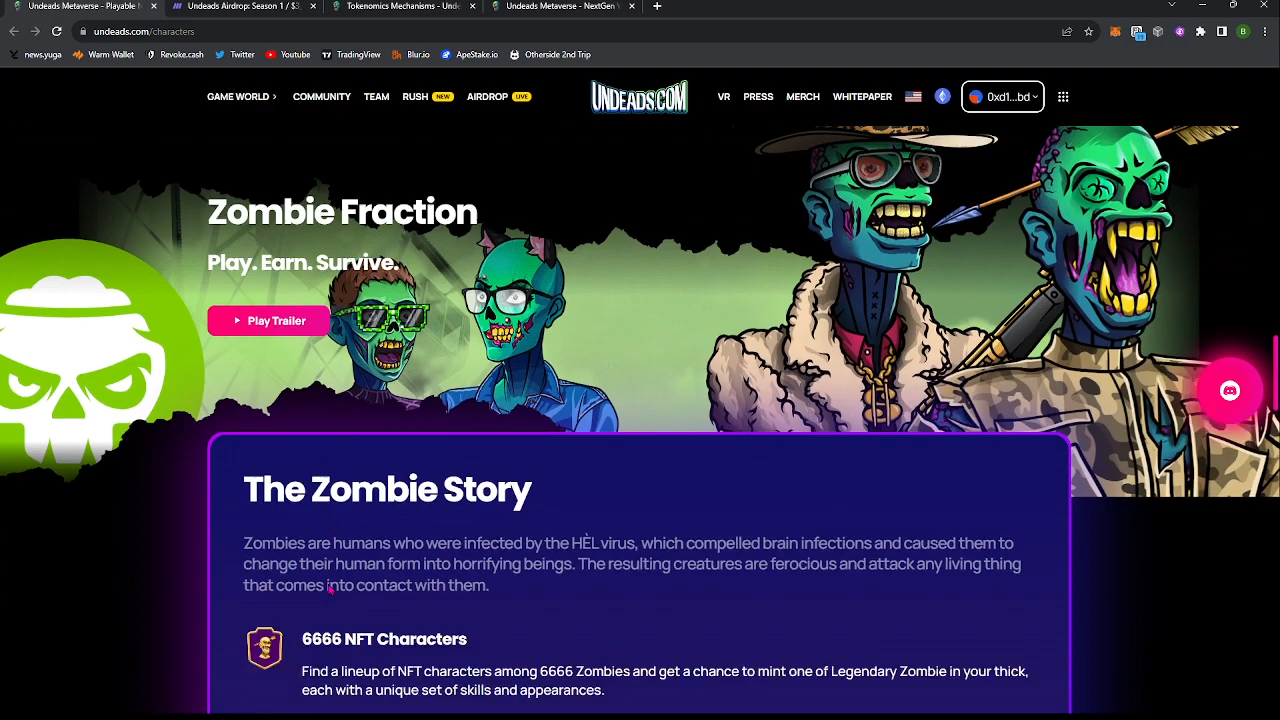 Undeads Metaverse - Playable N
Undeads Airdrop: Season 1 / $3,
Tokenomics Mechanisms - Unde
Undeads Metaverse - NextGen V
undeads.com/characters
B
news.yuga
Warm Wallet
Revoke.cash
Twitter
YouTube
TradingView
Blur.io
ApeStake.io
Otherside 2nd Trip
GAME WORLD
COMMUNITY
TEAM
RUSH NEW
AIRDROP LIVE
UNDEADS.COM
VR
PRESS
MERCH
WHITEPAPER
0xd1...bd
Zombie Fraction
Play. Earn. Survive.
Play Trailer
The Zombie Story
Zombies are humans who were infected by the HÈL virus, which compelled brain infections and caused them to
change their human form into horrifying beings. The resulting creatures are ferocious and attack any living thing
that comes into contact with them.
6666 NFT Characters
Find a lineup of NFT characters among 6666 Zombies and get a chance to mint one of Legendary Zombie in your thick,
each with a unique set of skills and appearances.